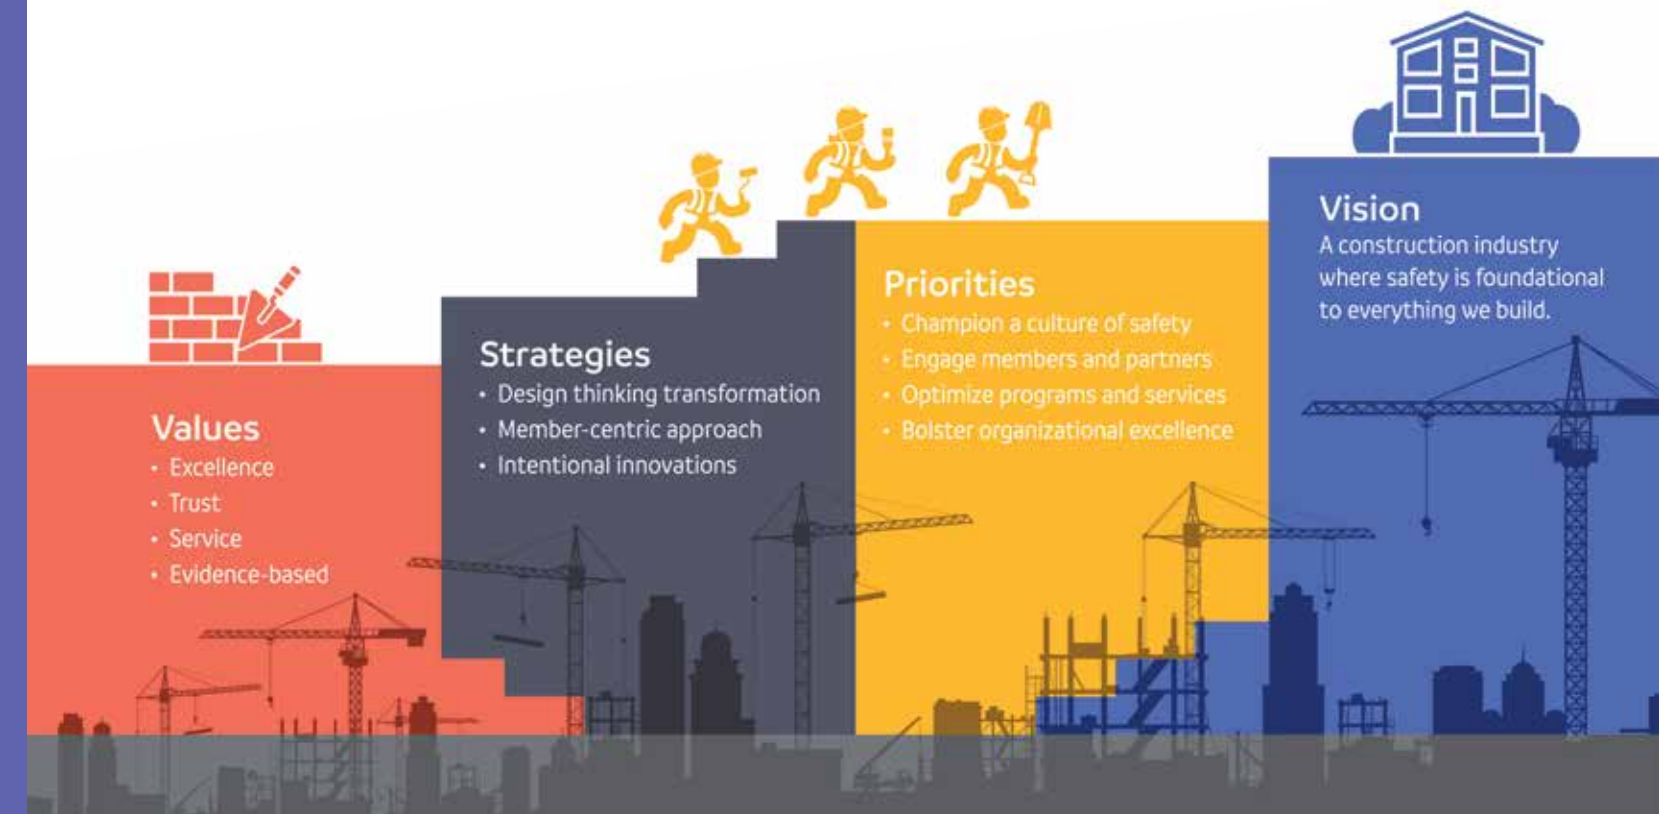 Values
• Excellence
• Trust
• Service
• Evidence-based
Strategies
• Design thinking transformation
• Member-centric approach
• Intentional innovations
Priorities
• Champion a culture of safety
• Engage members and partners
• Optimize programs and services
• Bolster organizational excellence
Vision
A construction industry
where safety is foundational
to everything we build.